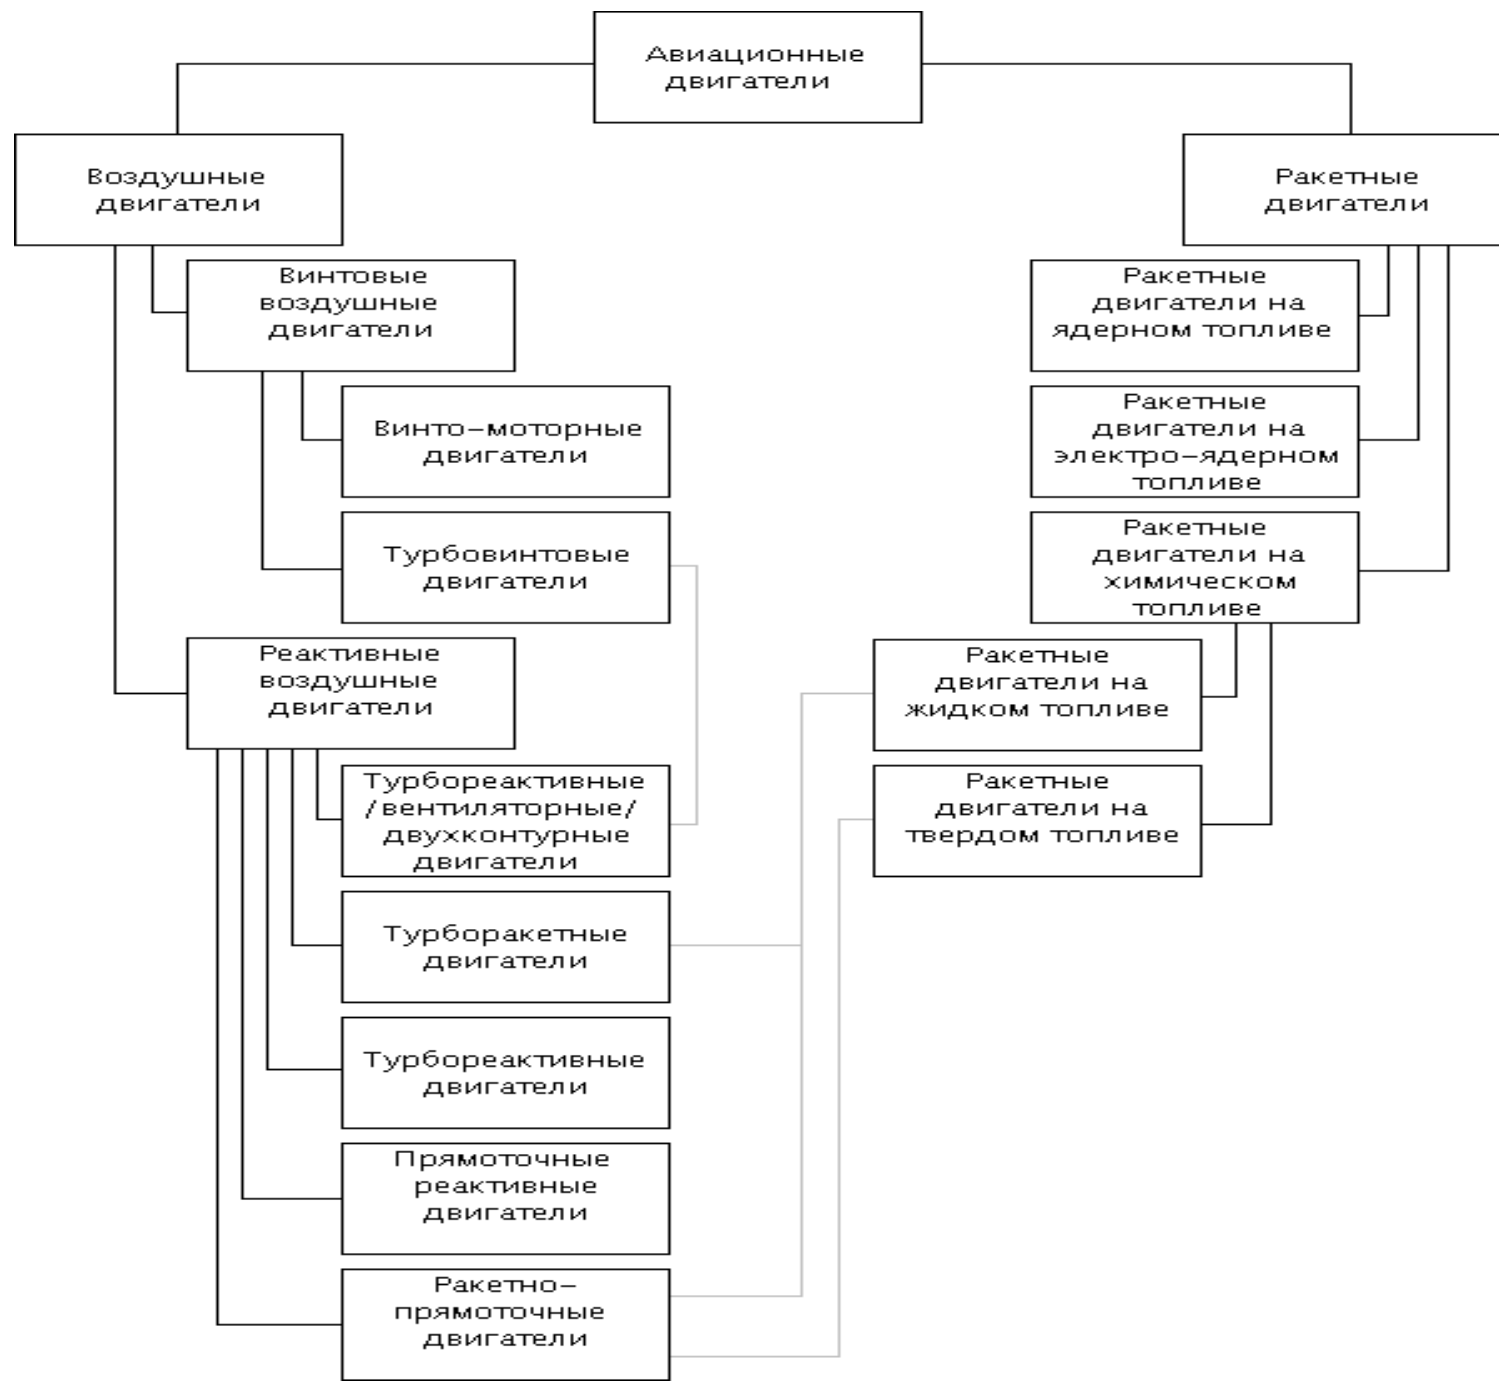 Авиационные
двигатели
Воздушные
двигатели
Ракетные
двигатели
Винтовые
воздушные
двигатели
Ракетные
двигатели на
ядерном топливе
Винто-моторные
двигатели
Ракетные
двигатели на
электро-ядерном
топливе
Турбовинтовые
двигатели
Ракетные
двигатели на
химическом
топливе
Реактивные
воздушные
двигатели
Ракетные
двигатели на
жидком топливе
Турбореактивные
/вентиляторные/
двухконтурные
двигатели
Ракетные
двигатели на
твердом топливе
Турборакетные
двигатели
Турбореактивные
двигатели
Прямоточные
реактивные
двигатели
Ракетно-
прямоточные
двигатели